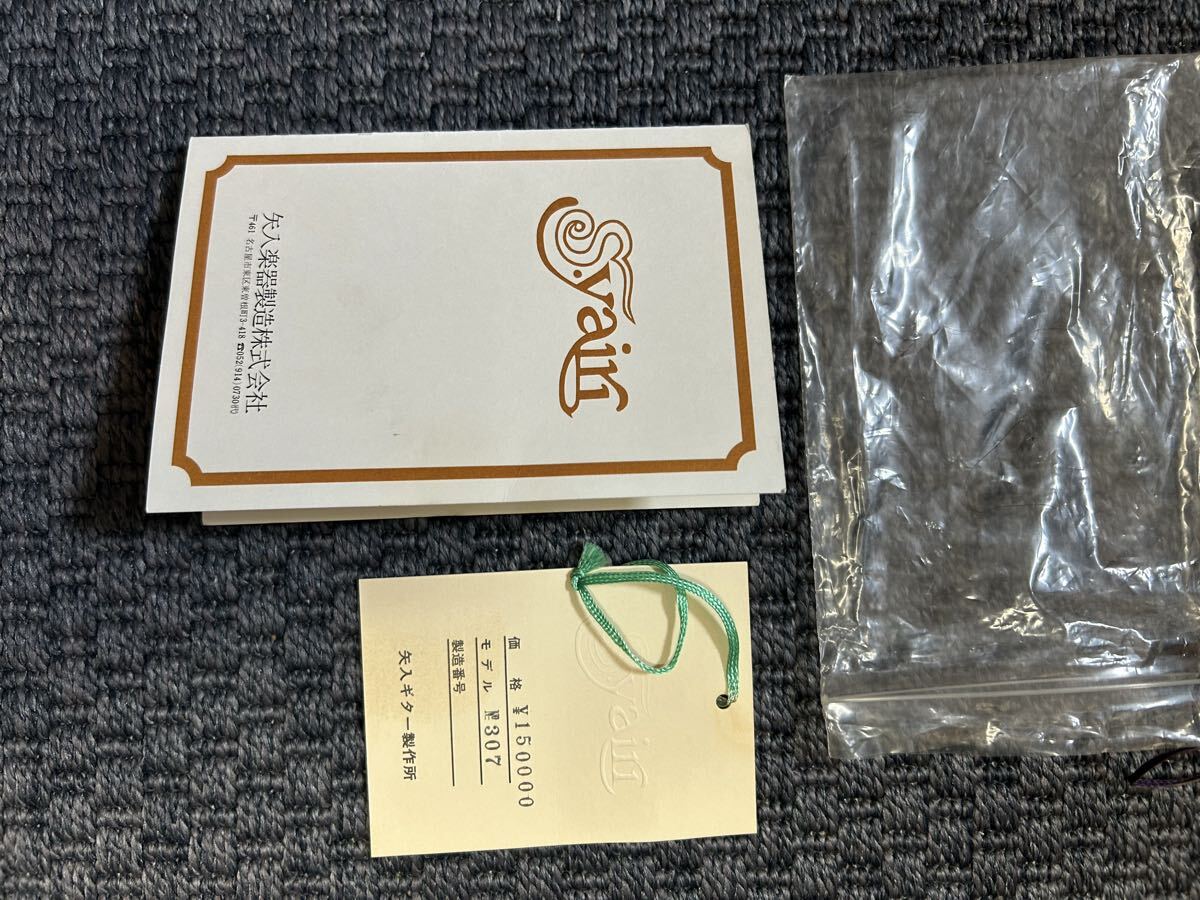 S.yairi
矢入楽器製造株式会社
〒461 名古屋市東区東曽根町3-418 ☎052(914)0730(代)
S.yairi
価 格 ¥150000
モデル №307
製造番号
矢入ギター製作所